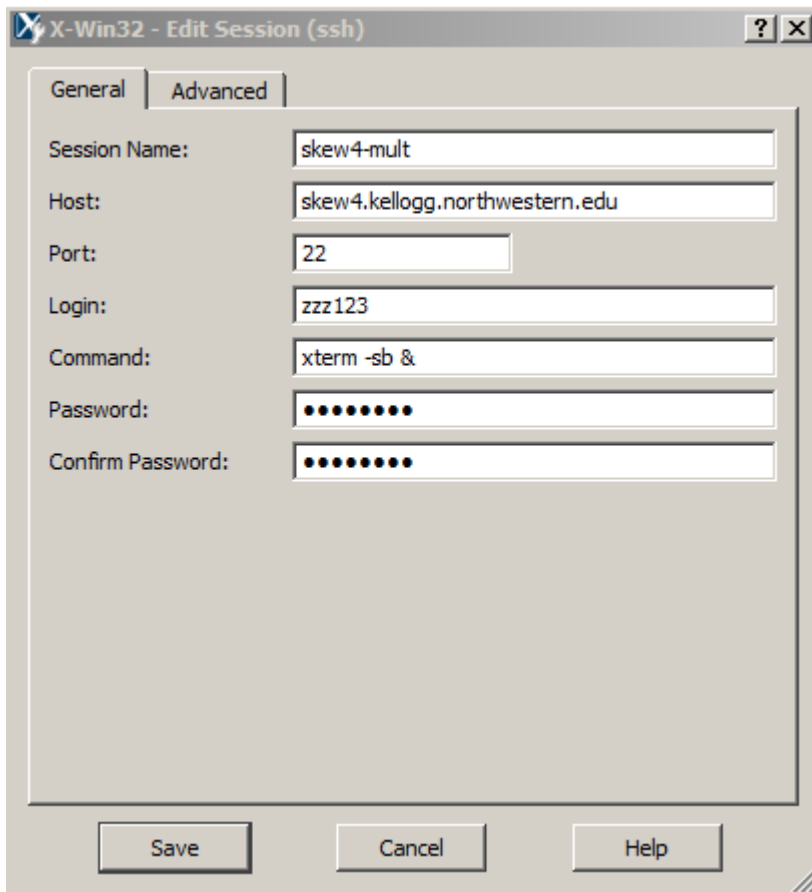 X-Win32 - Edit Session (ssh)
General Advanced
Session Name: skew4-mult
Host: skew4.kellogg.northwestern.edu
Port: 22
Login: zzz123
Command: xterm -sb &
Password: ●●●●●●●●
Confirm Password: ●●●●●●●●
Save Cancel Help